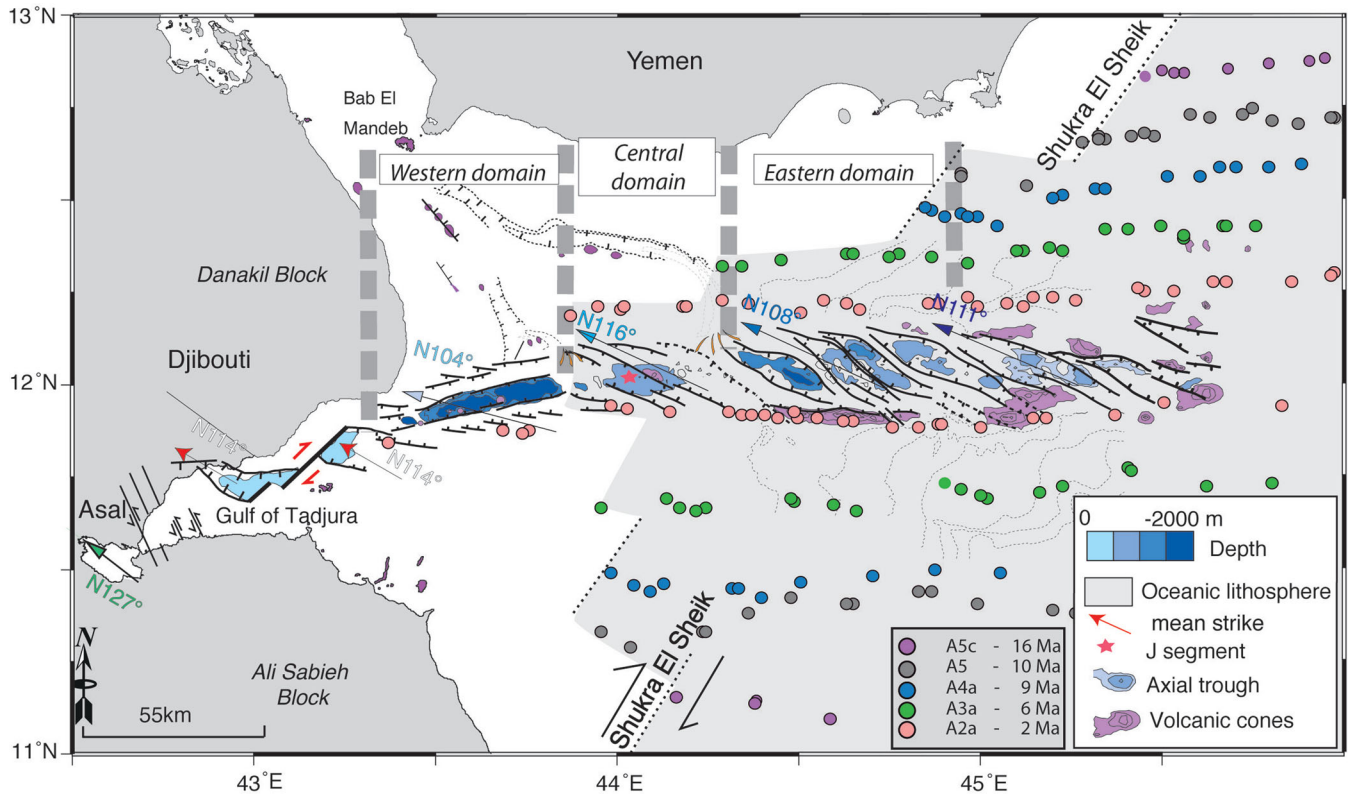 13°N
12°N
11°N
43°E
44°E
45°E
Yemen
Bab El
Mandeb
Shukra El Sheik
Western domain
Central
domain
Eastern domain
Danakil Block
Djibouti
N104°
N116°
N108°
N111°
N114°
N114°
Asal
Gulf of Tadjura
N127°
N
Ali Sabieh
Block
55km
Shukra El Sheik
A5c - 16 Ma
A5 - 10 Ma
A4a - 9 Ma
A3a - 6 Ma
A2a - 2 Ma
0 -2000 m
Depth
Oceanic lithosphere
mean strike
J segment
Axial trough
Volcanic cones